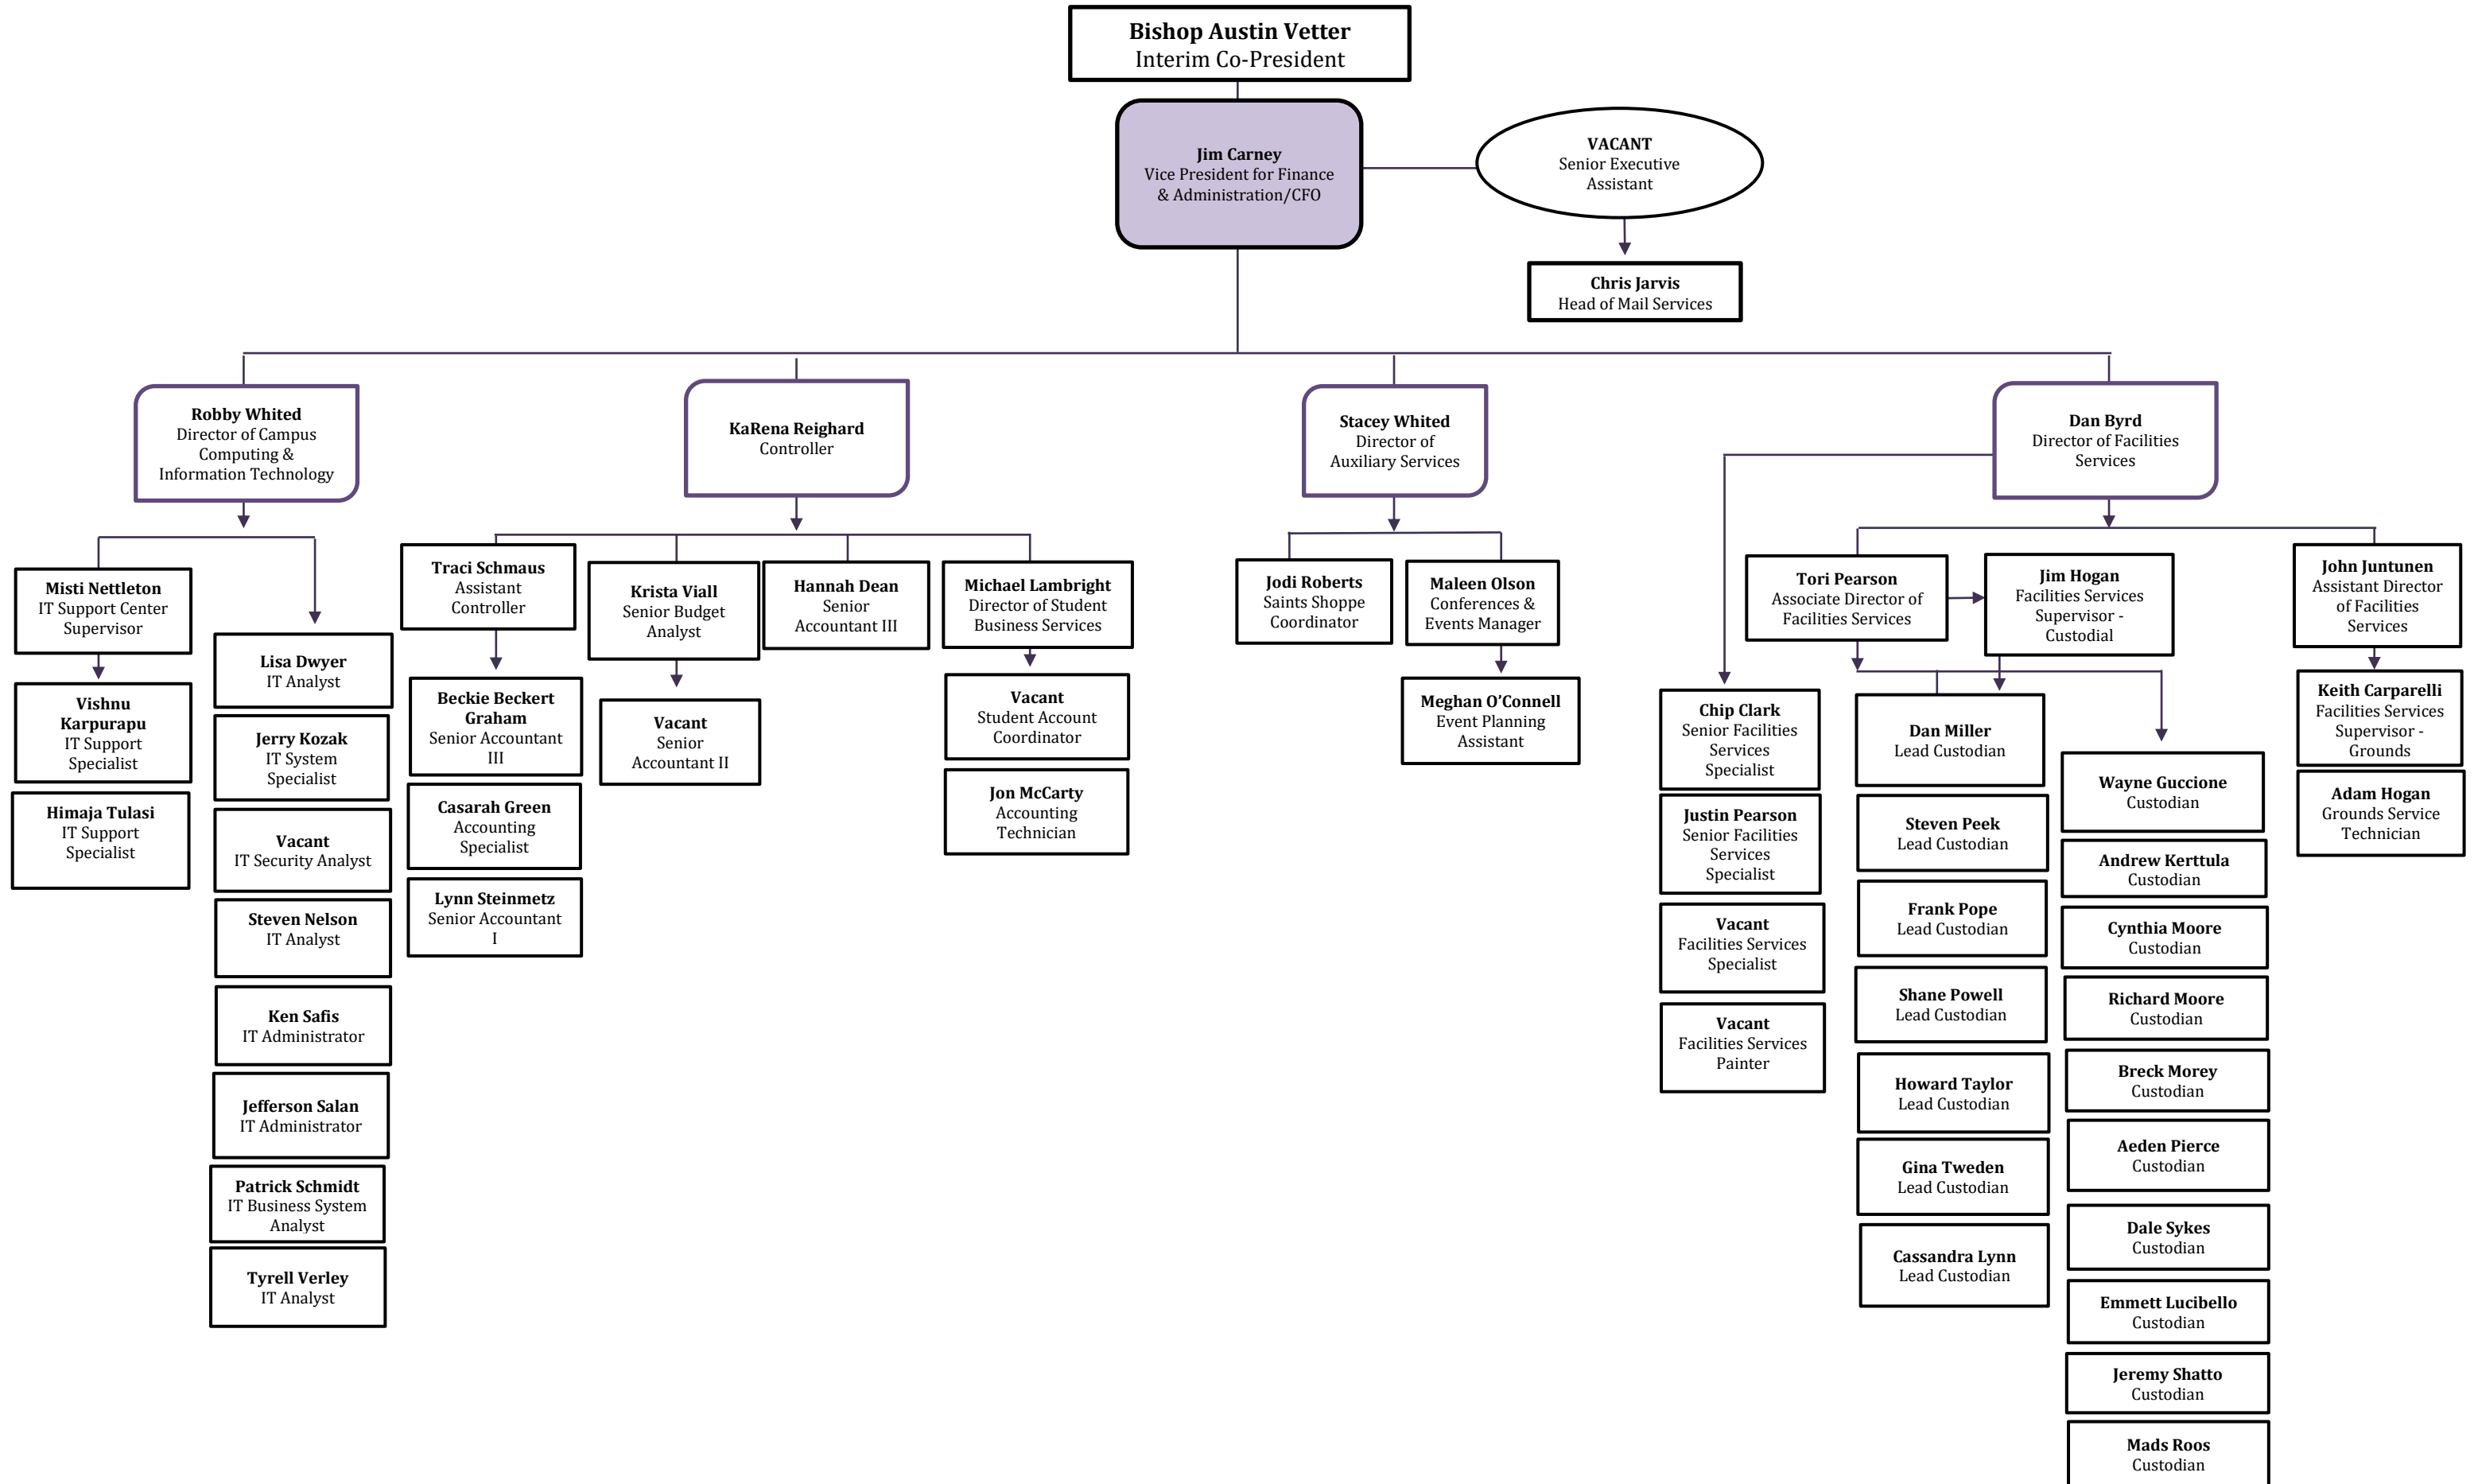 Bishop Austin Vetter
Interim Co-President
Jim Carney
Vice President for Finance
& Administration/CFO
VACANT
Senior Executive
Assistant
Chris Jarvis
Head of Mail Services
Robby Whited
Director of Campus
Computing &
Information Technology
KaRena Reighard
Controller
Stacey Whited
Director of
Auxiliary Services
Dan Byrd
Director of Facilities
Services
Misti Nettleton
IT Support Center
Supervisor
Vishnu
Karpurapu
IT Support
Specialist
Himaja Tulasi
IT Support
Specialist
Lisa Dwyer
IT Analyst
Jerry Kozak
IT System
Specialist
Vacant
IT Security Analyst
Steven Nelson
IT Analyst
Ken Safis
IT Administrator
Jefferson Salan
IT Administrator
Patrick Schmidt
IT Business System
Analyst
Tyrell Verley
IT Analyst
Traci Schmaus
Assistant
Controller
Beckie Beckert
Graham
Senior Accountant
III
Casarah Green
Accounting
Specialist
Lynn Steinmetz
Senior Accountant
I
Krista Viall
Senior Budget
Analyst
Vacant
Senior
Accountant II
Hannah Dean
Senior
Accountant III
Michael Lambright
Director of Student
Business Services
Vacant
Student Account
Coordinator
Jon McCarty
Accounting
Technician
Jodi Roberts
Saints Shoppe
Coordinator
Maleen Olson
Conferences &
Events Manager
Meghan O’Connell
Event Planning
Assistant
Chip Clark
Senior Facilities
Services
Specialist
Justin Pearson
Senior Facilities
Services
Specialist
Vacant
Facilities Services
Specialist
Vacant
Facilities Services
Painter
Tori Pearson
Associate Director of
Facilities Services
Jim Hogan
Facilities Services
Supervisor -
Custodial
Dan Miller
Lead Custodian
Steven Peek
Lead Custodian
Frank Pope
Lead Custodian
Shane Powell
Lead Custodian
Howard Taylor
Lead Custodian
Gina Tweden
Lead Custodian
Cassandra Lynn
Lead Custodian
Wayne Guccione
Custodian
Andrew Kerttula
Custodian
Cynthia Moore
Custodian
Richard Moore
Custodian
Breck Morey
Custodian
Aeden Pierce
Custodian
Dale Sykes
Custodian
Emmett Lucibello
Custodian
Jeremy Shatto
Custodian
Mads Roos
Custodian
John Juntunen
Assistant Director
of Facilities
Services
Keith Carparelli
Facilities Services
Supervisor -
Grounds
Adam Hogan
Grounds Service
Technician